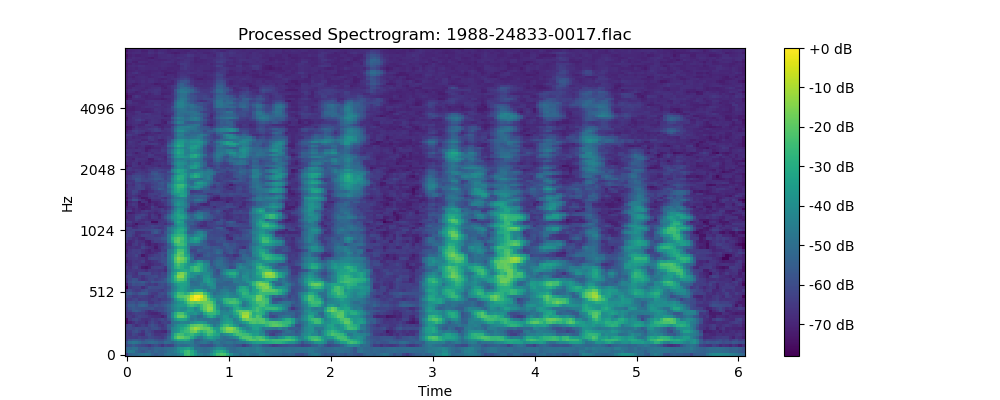 Processed Spectrogram: 1988-24833-0017.flac
Hz
4096
2048
1024
512
0
0 1 2 3 4 5 6
Time
+0 dB
-10 dB
-20 dB
-30 dB
-40 dB
-50 dB
-60 dB
-70 dB